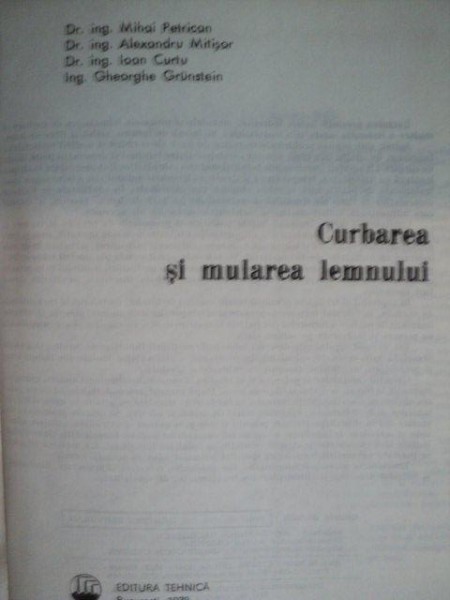 Dr. ing. Mihai Petrican
Dr. ing. Alexandru Mitişor
Dr. ing. Ioan Curtu
Ing. Gheorghe Grünstein
Curbarea
şi mularea lemnului
EDITURA TEHNICĂ